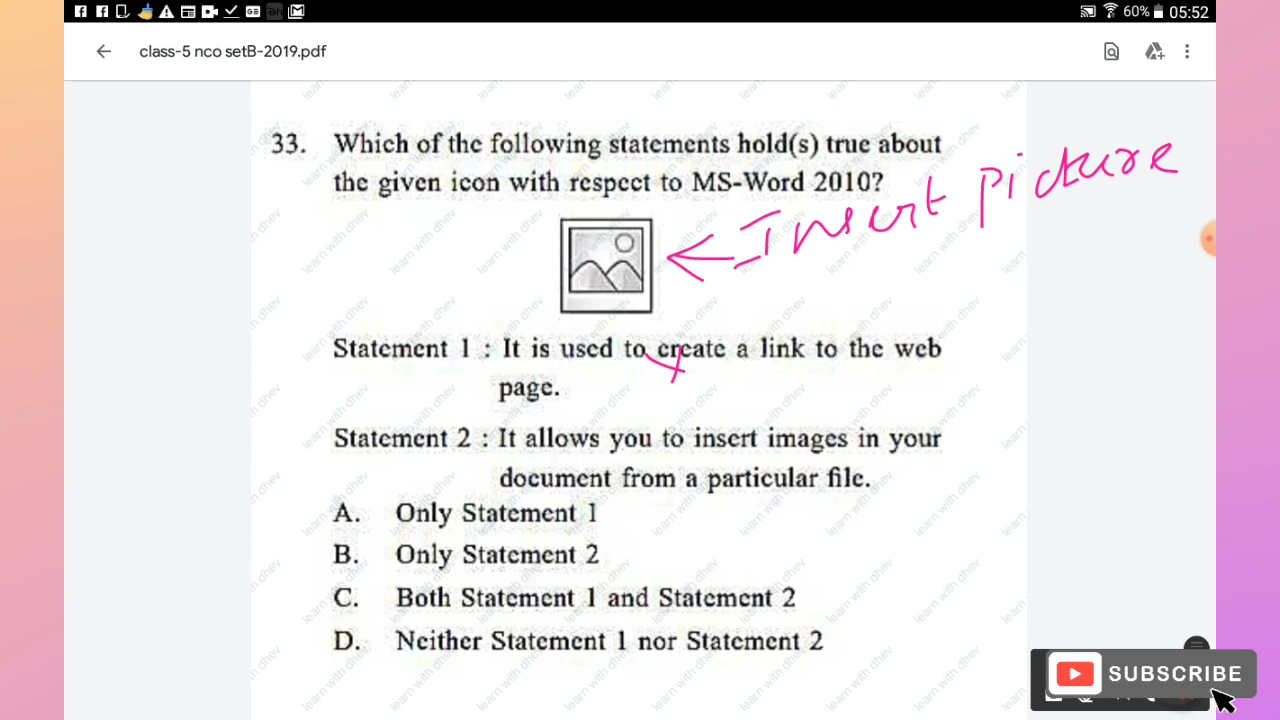 60% 05:52
class-5 nco setB-2019.pdf
33. Which of the following statements hold(s) true about
the given icon with respect to MS-Word 2010?
Insert picture
Statement 1 : It is used to create a link to the web
page.
Statement 2 : It allows you to insert images in your
document from a particular file.
A. Only Statement 1
B. Only Statement 2
C. Both Statement 1 and Statement 2
D. Neither Statement 1 nor Statement 2
SUBSCRIBE
learn with dhev